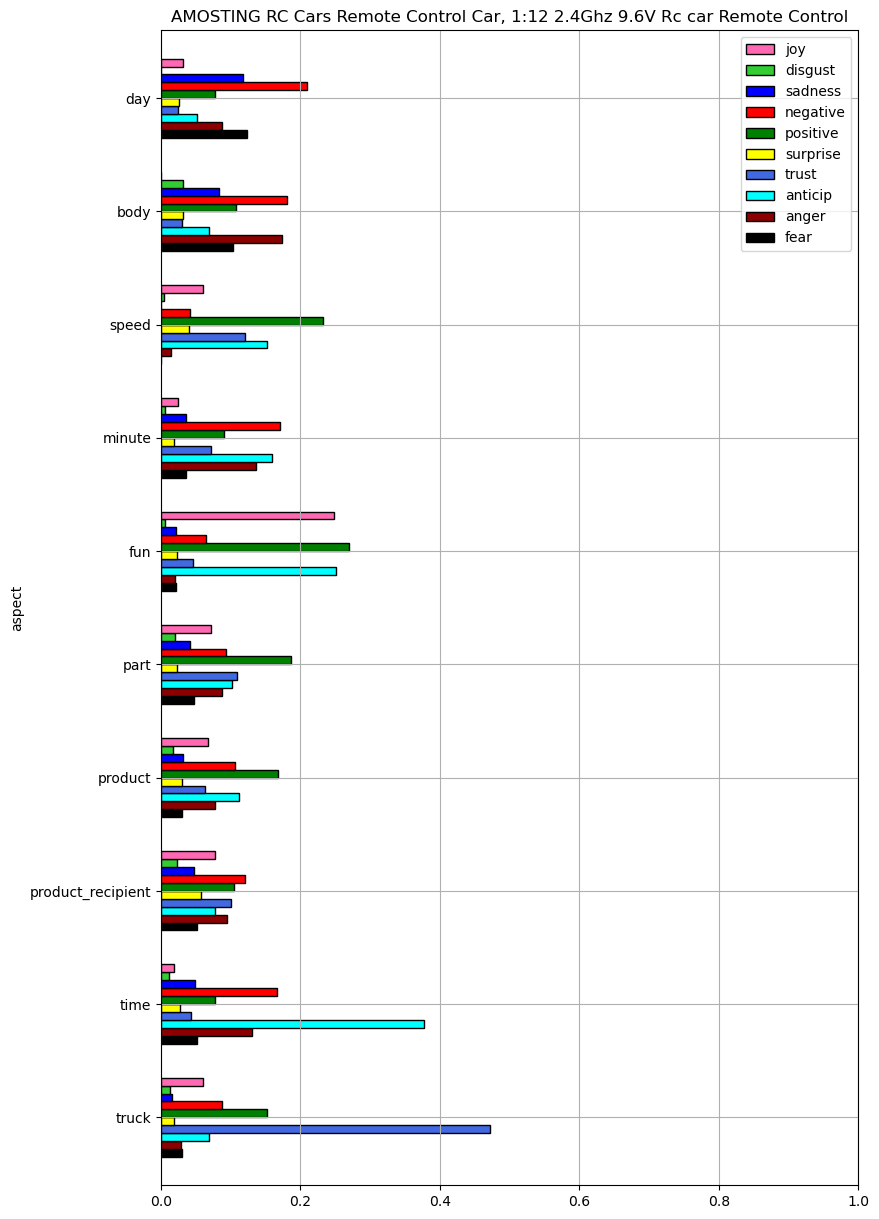 AMOSTING RC Cars Remote Control Car, 1:12 2.4Ghz 9.6V Rc car Remote Control
joy
disgust
sadness
negative
positive
surprise
trust
anticip
anger
fear
day
body
speed
minute
fun
part
product
product_recipient
time
truck
aspect
0.0 0.2 0.4 0.6 0.8 1.0